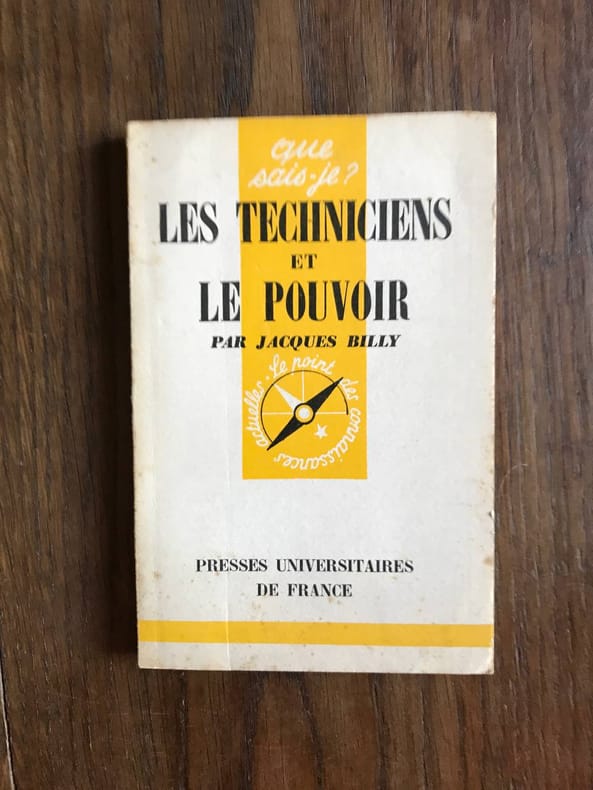 que
sais-je?
LES TECHNICIENS
ET
LE POUVOIR
PAR JACQUES BILLY
Le point des connaissances actuelles.
PRESSES UNIVERSITAIRES
DE FRANCE